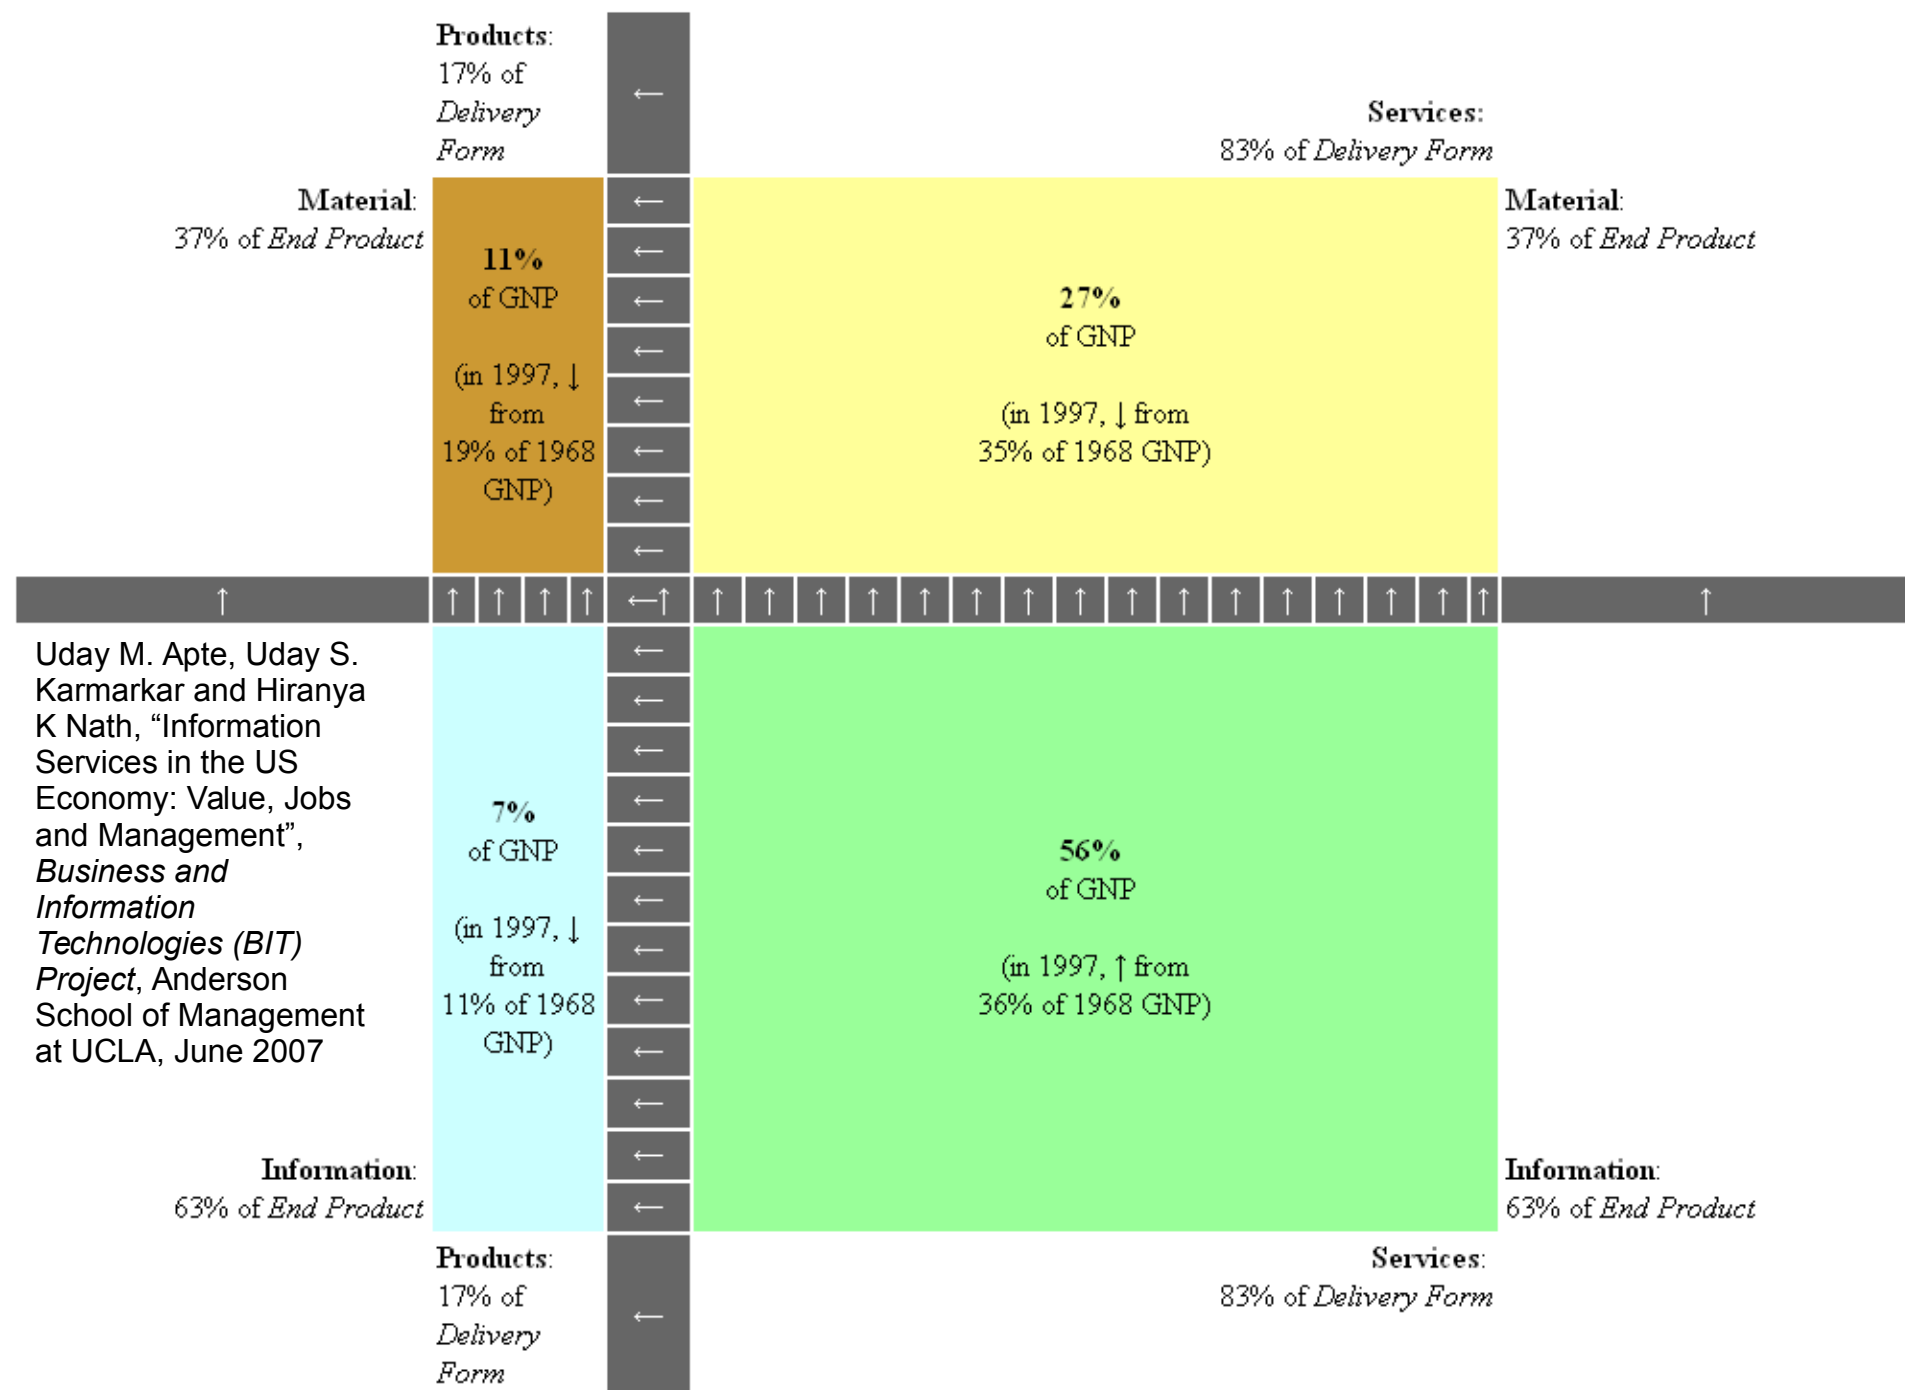 Products:
17% of
Delivery
Form
←
Services:
83% of Delivery Form
Material:
37% of End Product
11%
of GNP
(in 1997, ↓
from
19% of 1968
GNP)
←
←
←
←
←
←
←
←
27%
of GNP
(in 1997, ↓ from
35% of 1968 GNP)
Material:
37% of End Product
↑ ↑ ↑ ↑ ↑ ←↑ ↑ ↑ ↑ ↑ ↑ ↑ ↑ ↑ ↑ ↑ ↑ ↑ ↑ ↑ ↑ ↑ ↑
Uday M. Apte, Uday S.
Karmarkar and Hiranya
K Nath, “Information
Services in the US
Economy: Value, Jobs
and Management”,
Business and
Information
Technologies (BIT)
Project, Anderson
School of Management
at UCLA, June 2007
Information:
63% of End Product
7%
of GNP
(in 1997, ↓
from
11% of 1968
GNP)
←
←
←
←
←
←
←
←
←
←
←
←
56%
of GNP
(in 1997, ↑ from
36% of 1968 GNP)
Information:
63% of End Product
Products:
17% of
Delivery
Form
←
Services:
83% of Delivery Form